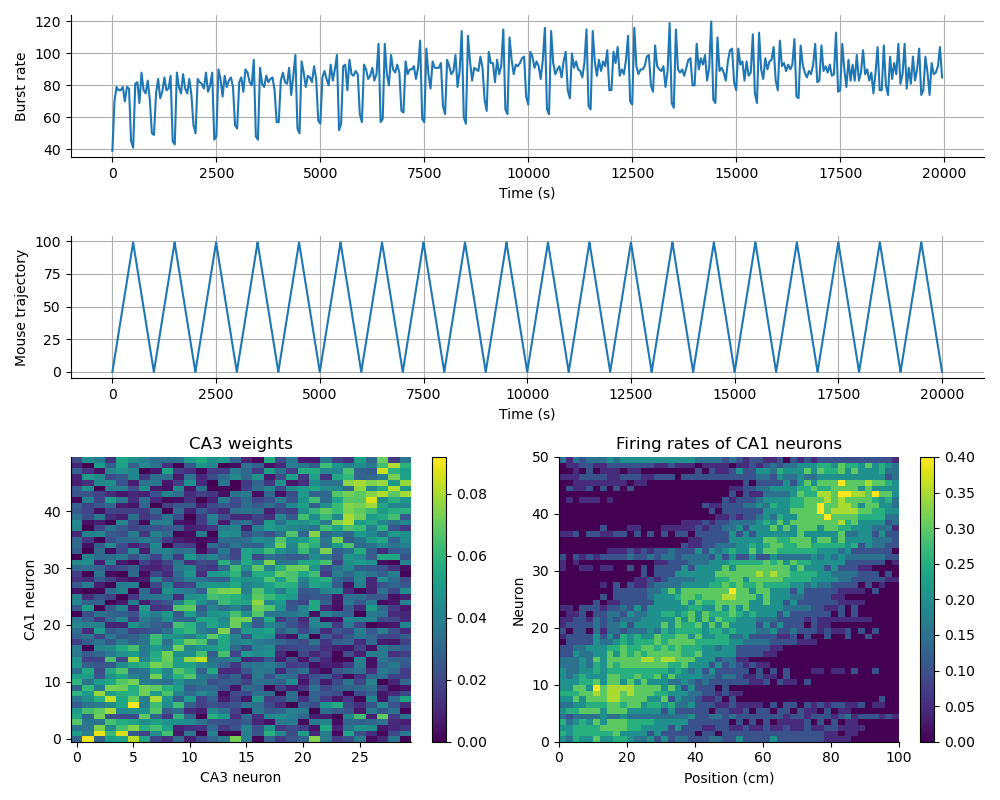 120
100
80
60
40
Burst rate
0 2500 5000 7500 10000 12500 15000 17500 20000
Time (s)
100
75
50
25
0
Mouse trajectory
0 2500 5000 7500 10000 12500 15000 17500 20000
Time (s)
CA3 weights
40
30
20
10
0
CA1 neuron
0 5 10 15 20 25
CA3 neuron
0.08
0.06
0.04
0.02
0.00
Firing rates of CA1 neurons
50
40
30
20
10
0
Neuron
0 20 40 60 80 100
Position (cm)
0.40
0.35
0.30
0.25
0.20
0.15
0.10
0.05
0.00